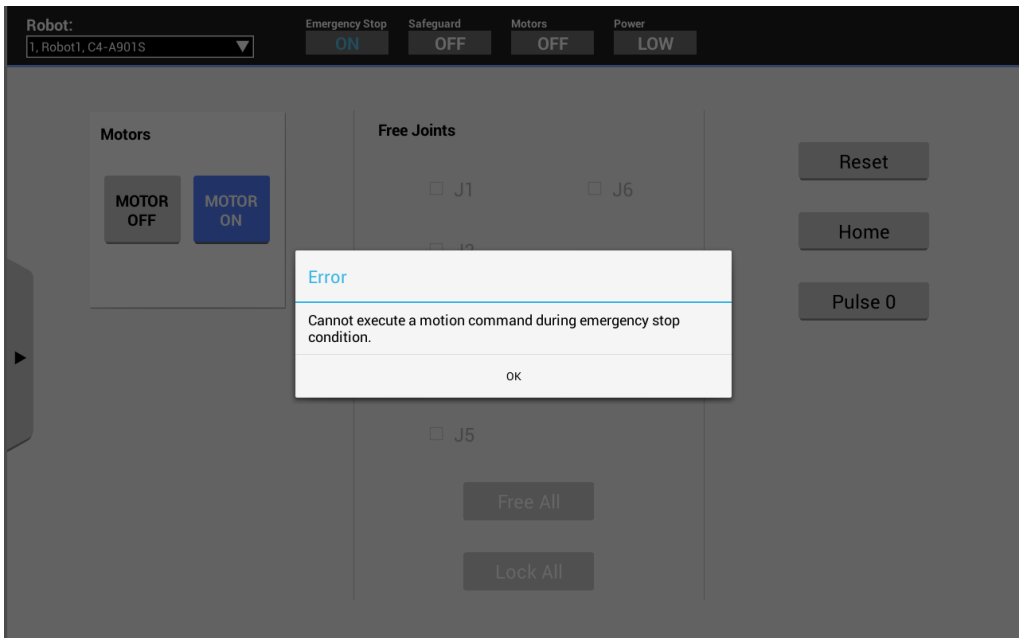 Robot:
1, Robot1, C4-A901S
Emergency Stop
ON
Safeguard
OFF
Motors
OFF
Power
LOW
Motors
MOTOR
OFF
MOTOR
ON
Free Joints
J1
J6
Error
Cannot execute a motion command during emergency stop
condition.
OK
J5
Free All
Lock All
Reset
Home
Pulse 0